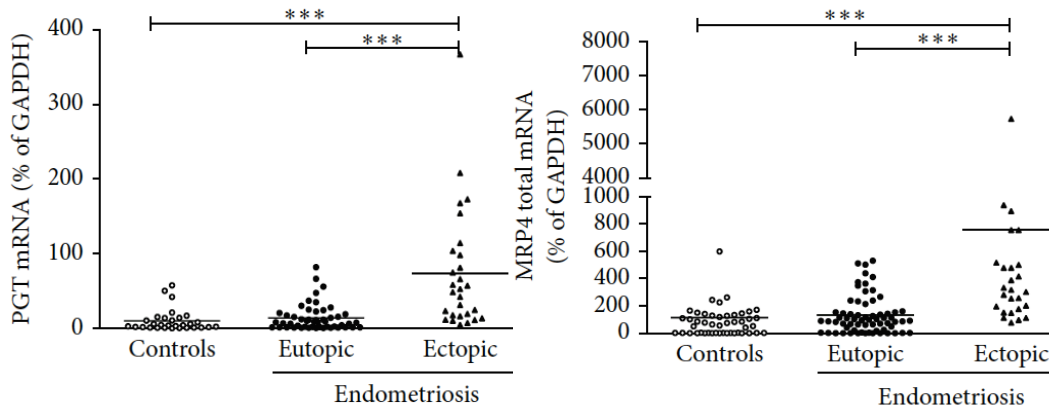 ***
***
400
300
200
100
0
PGT mRNA (% of GAPDH)
Controls
Eutopic
Ectopic
Endometriosis
***
***
8000
7000
6000
5000
4000
1000
800
600
400
200
0
MRP4 total mRNA
(% of GAPDH)
Controls
Eutopic
Ectopic
Endometriosis